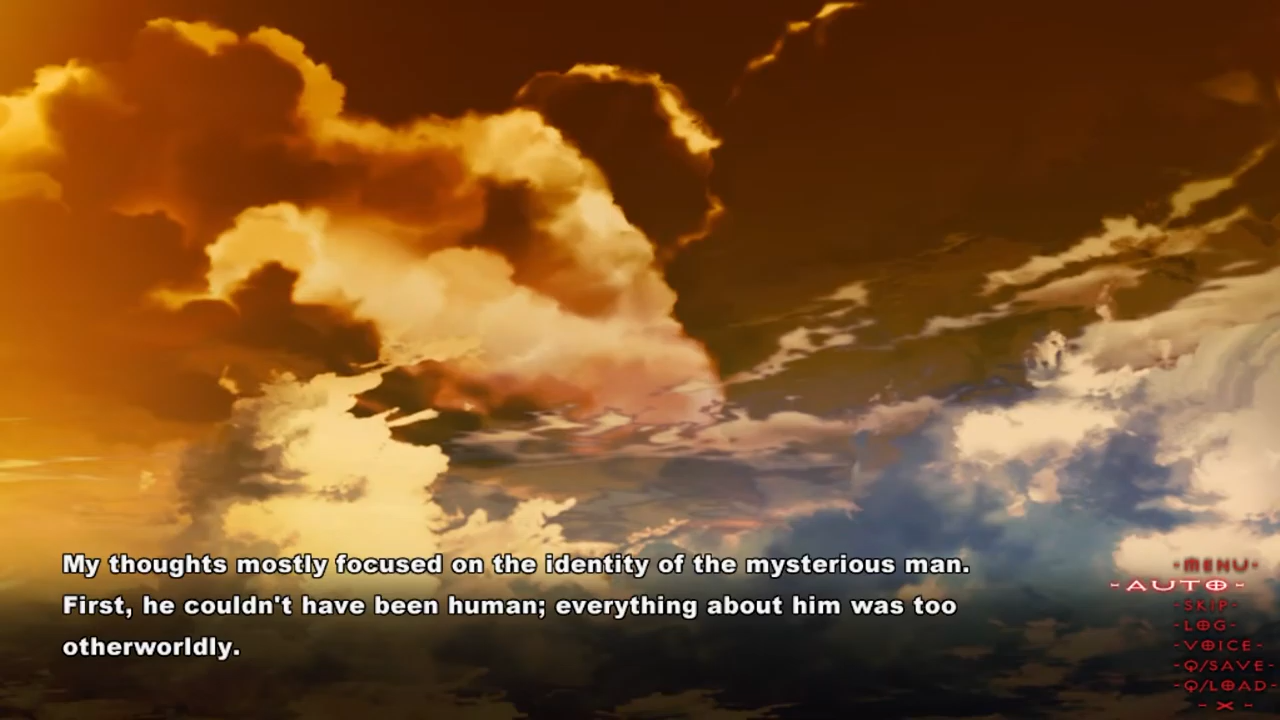 My thoughts mostly focused on the identity of the mysterious man.
First, he couldn't have been human; everything about him was too
otherworldly.
-MENU-
-AUTO-
-SKIP-
-LOG-
-VOICE-
-Q/SAVE-
-Q/LOAD-
-X-